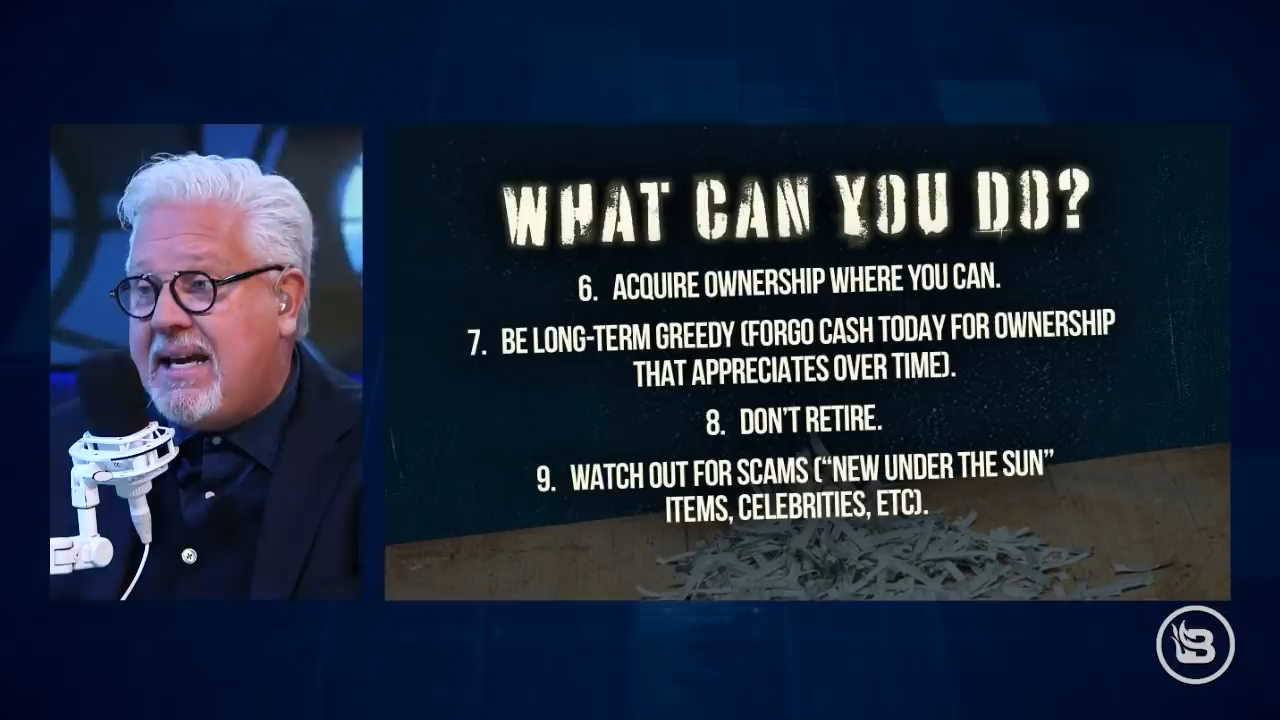 WHAT CAN YOU DO?
6. ACQUIRE OWNERSHIP WHERE YOU CAN.
7. BE LONG-TERM GREEDY (FORGO CASH TODAY FOR OWNERSHIP
THAT APPRECIATES OVER TIME).
8. DON'T RETIRE.
9. WATCH OUT FOR SCAMS (“NEW UNDER THE SUN”
ITEMS, CELEBRITIES, ETC).
B